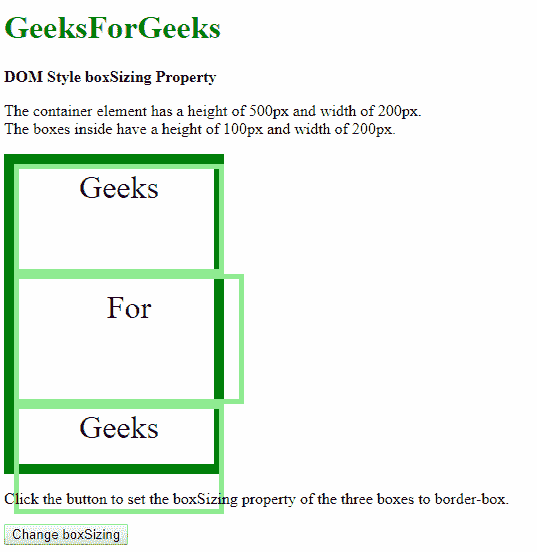 GeeksForGeeks
DOM Style boxSizing Property
The container element has a height of 500px and width of 200px.
The boxes inside have a height of 100px and width of 200px.
Geeks
For
Geeks
Click the button to set the boxSizing property of the three boxes to border-box.
Change boxSizing